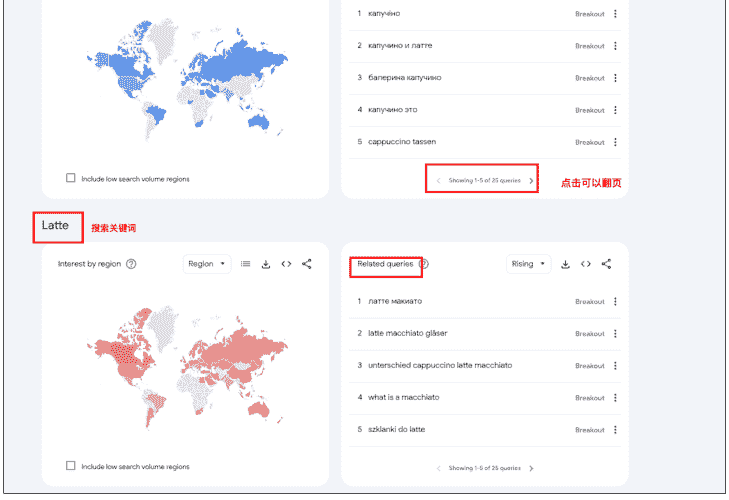 1 капучіно Breakout
2 капучино и латте Breakout
3 балерина капучино Breakout
4 капучино это Breakout
5 cappuccino tassen Breakout
Include low search volume regions
Showing 1-5 of 25 queries
点击可以翻页
Latte
搜索关键词
Interest by region
Region
Related queries
Rising
1 латте макиато Breakout
2 latte macchiato gläser Breakout
3 unterschied cappuccino latte macchiato Breakout
4 what is a macchiato Breakout
5 szklanki do latte Breakout
Include low search volume regions
Showing 1-5 of 25 queries